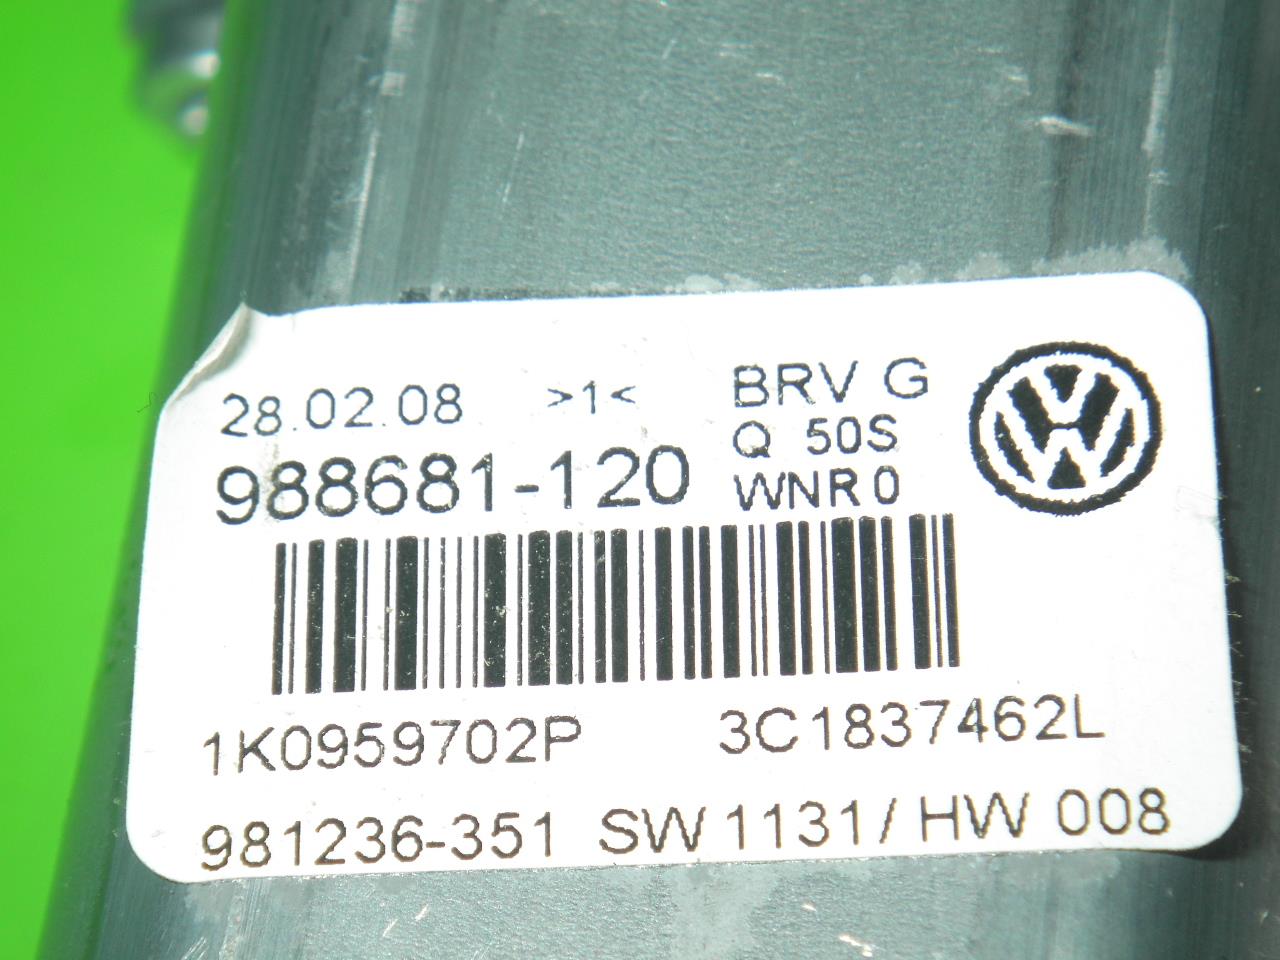 28.02.08 >1< BRV G
988681-120 Q 50S
WNR 0
1K0959702P 3C1837462L
981236-351 SW 1131 / HW 008